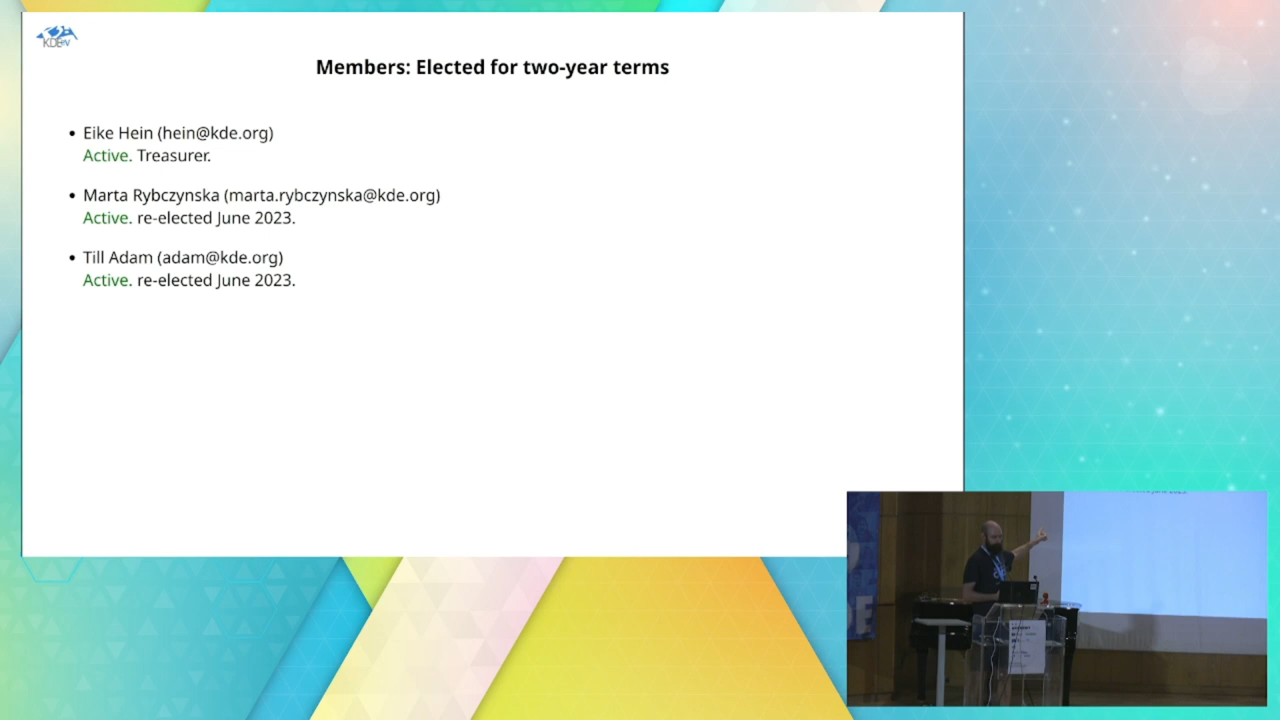 KDE e.V.
Members: Elected for two-year terms
• Eike Hein (hein@kde.org)
Active. Treasurer.
• Marta Rybczynska (marta.rybczynska@kde.org)
Active. re-elected June 2023.
• Till Adam (adam@kde.org)
Active. re-elected June 2023.